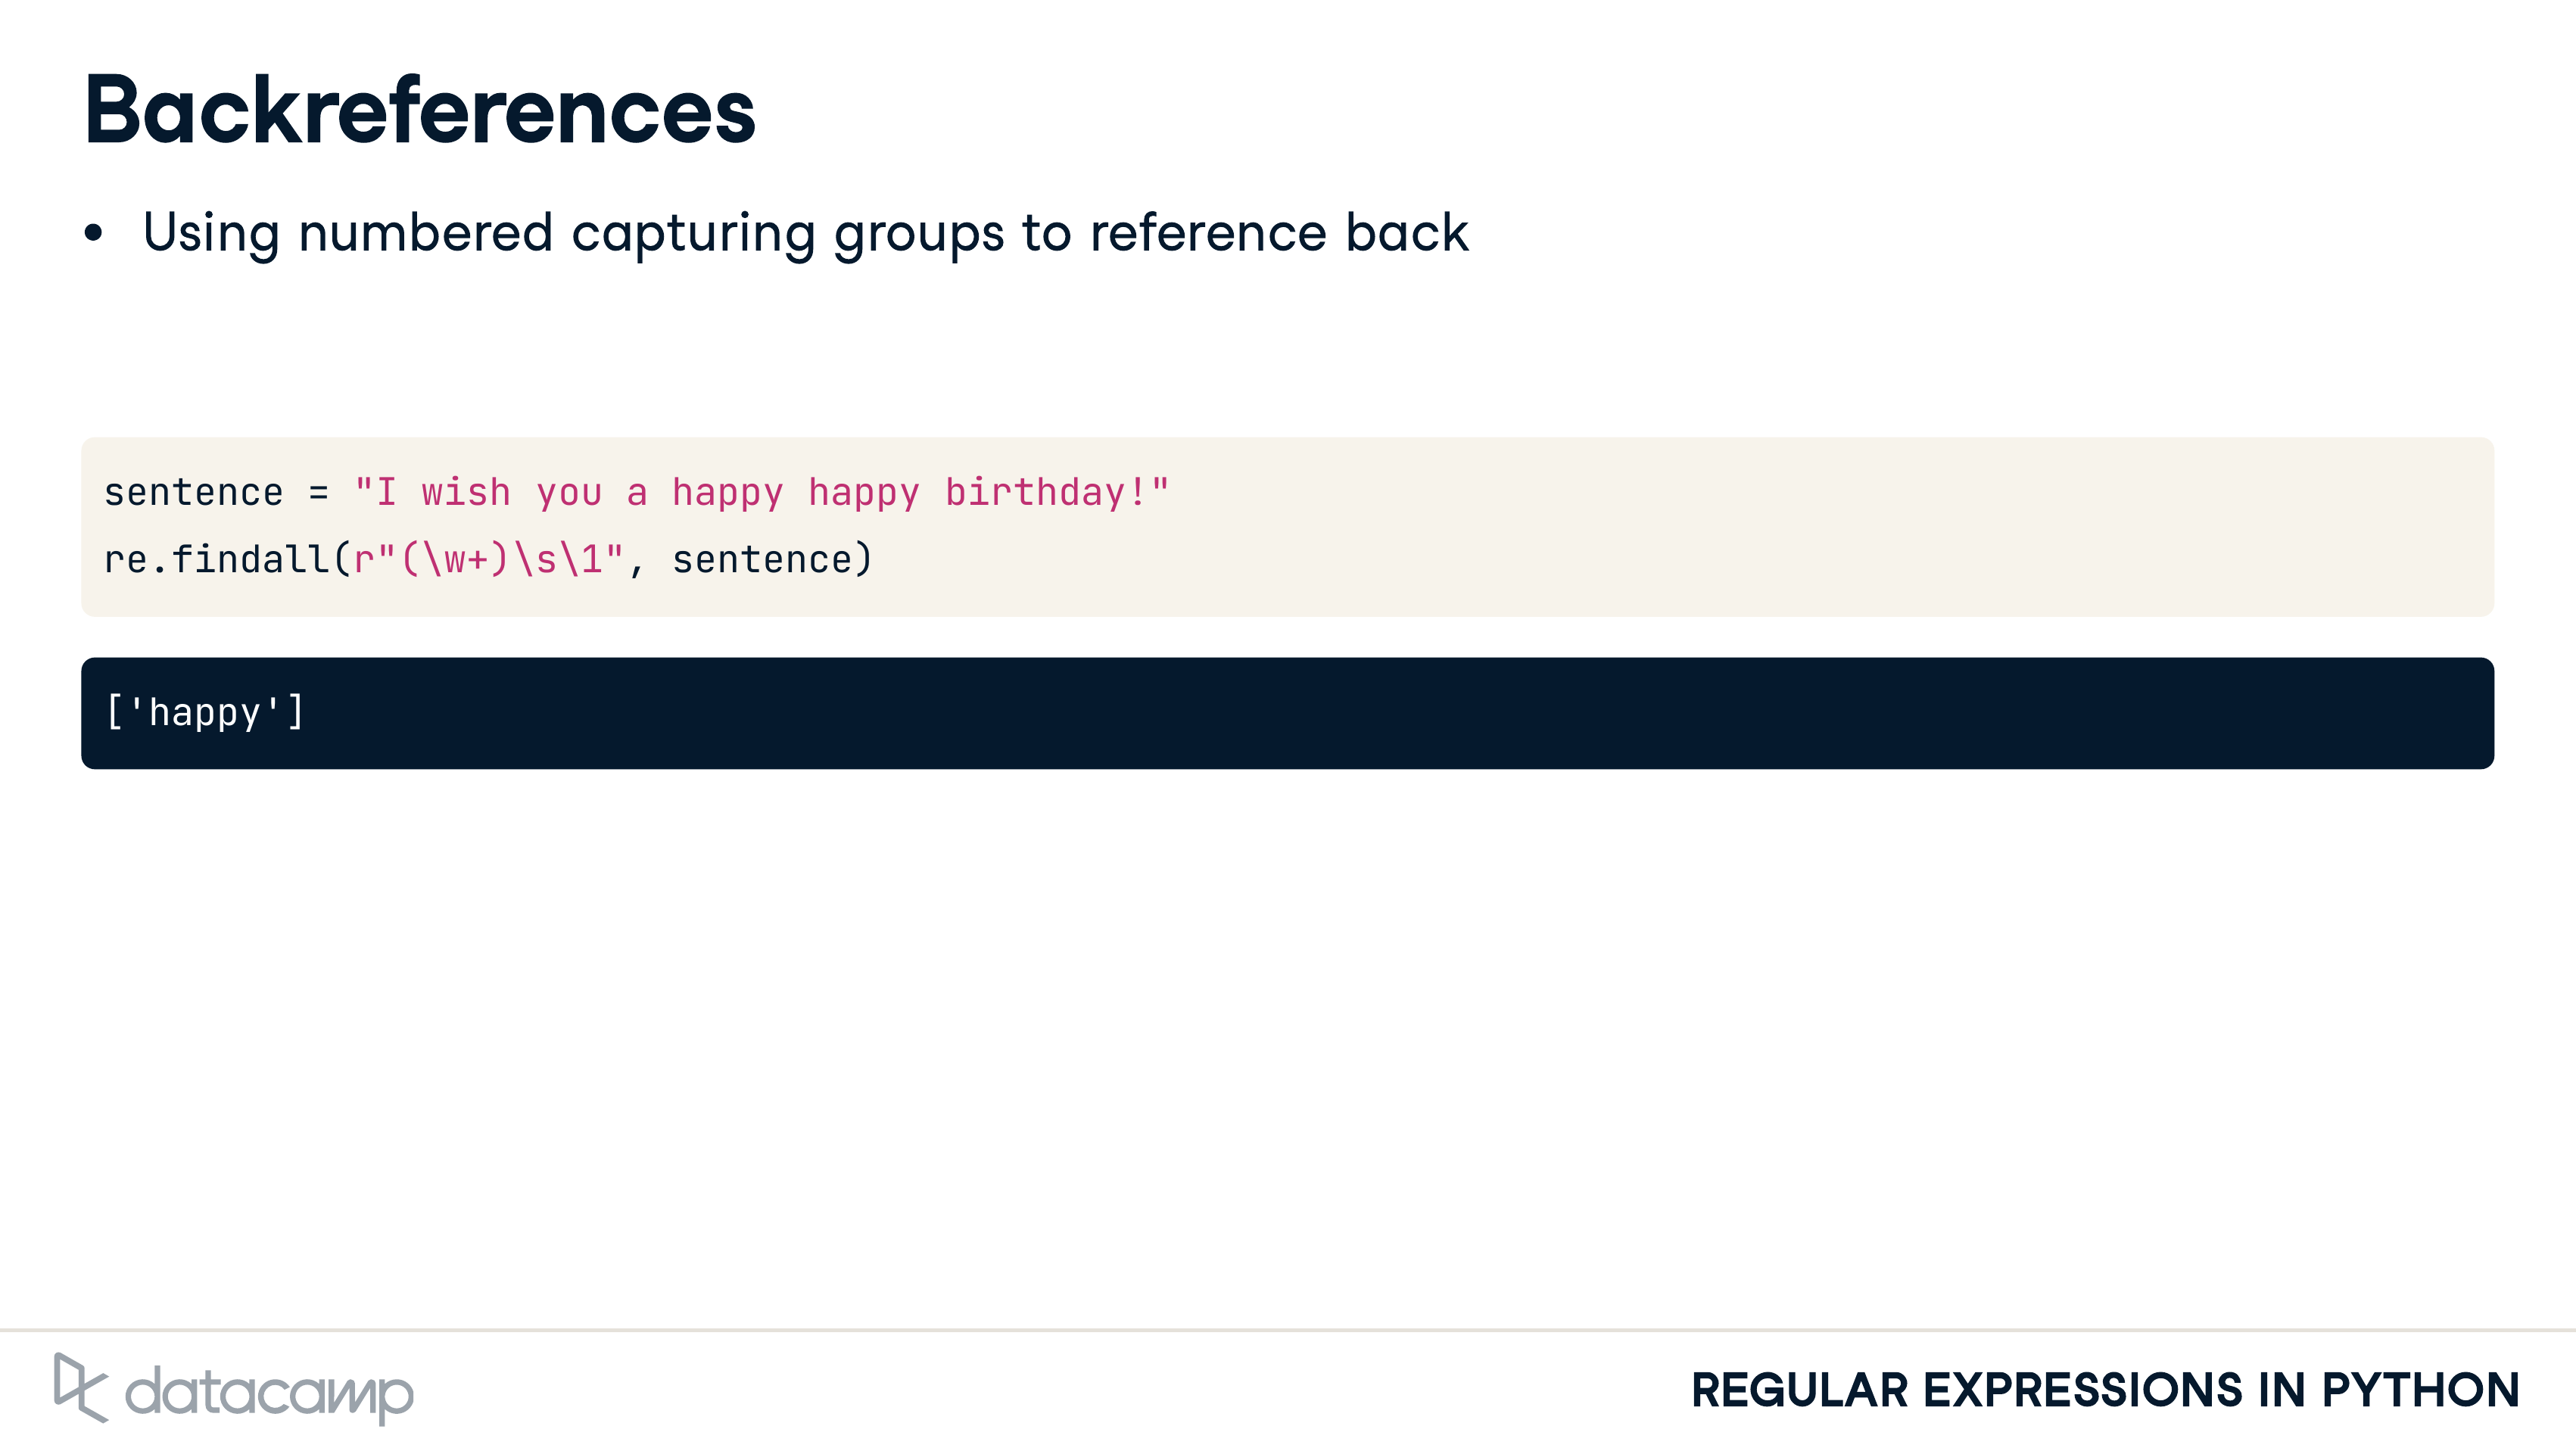 Backreferences
• Using numbered capturing groups to reference back
sentence = "I wish you a happy happy birthday!"
re.findall(r"(\w+)\s\1", sentence)
['happy']
datacamp
REGULAR EXPRESSIONS IN PYTHON